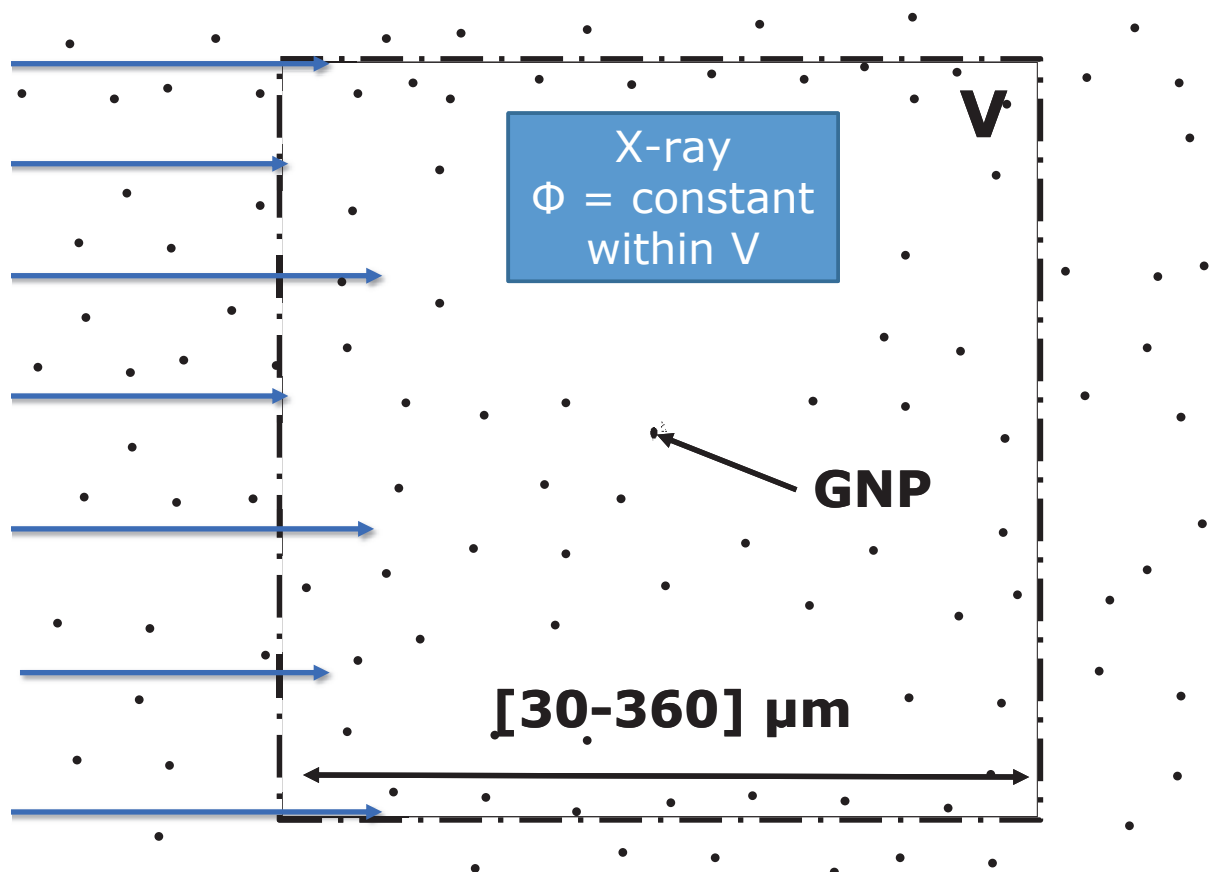 V
X-ray
Φ = constant
within V
GNP
[30-360] µm